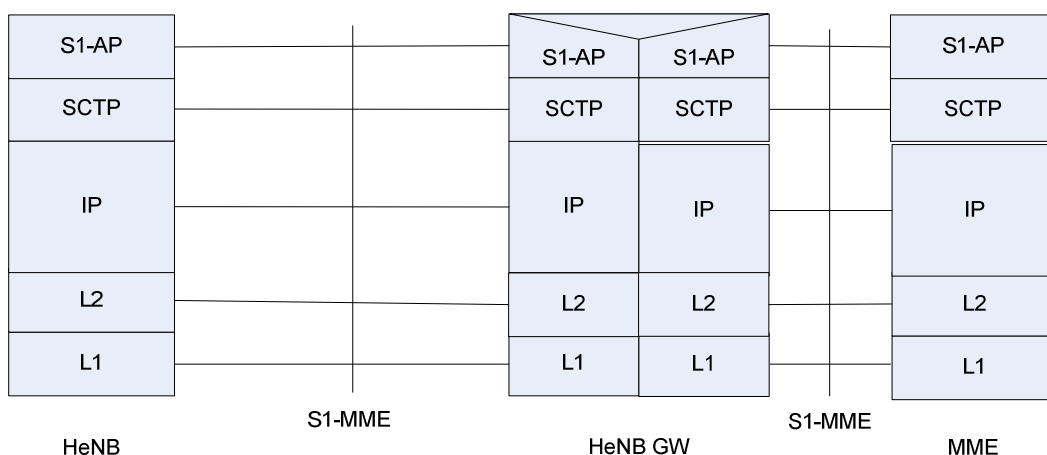 S1-AP S1-AP S1-AP S1-AP
SCTP SCTP SCTP SCTP
IP IP IP IP
L2 L2 L2 L2
L1 L1 L1 L1
S1-MME S1-MME
HeNB HeNB GW MME